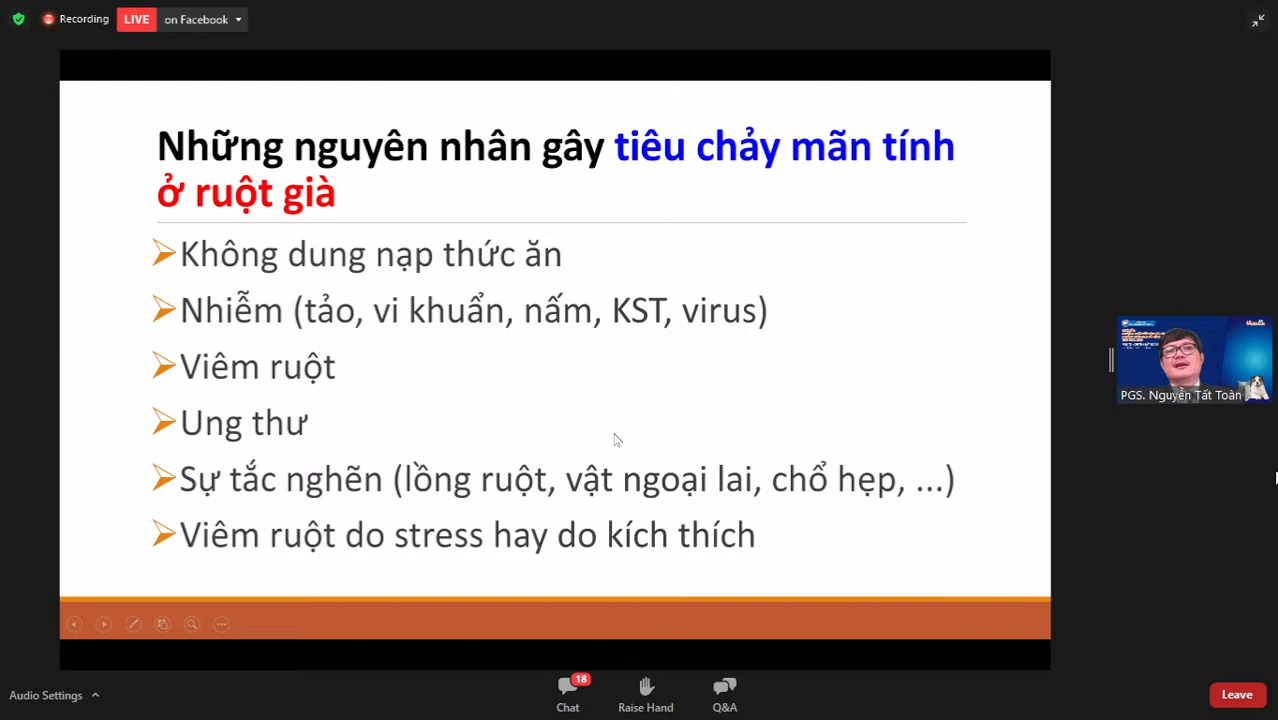 Recording
LIVE
on Facebook
Những nguyên nhân gây tiêu chảy mãn tính
ở ruột già
Không dung nạp thức ăn
Nhiễm (tảo, vi khuẩn, nấm, KST, virus)
Viêm ruột
Ung thư
Sự tắc nghẽn (lồng ruột, vật ngoại lai, chổ hẹp, ...)
Viêm ruột do stress hay do kích thích
PGS. Nguyễn Tất Toàn
Audio Settings
18
Chat
Raise Hand
Q&A
Leave